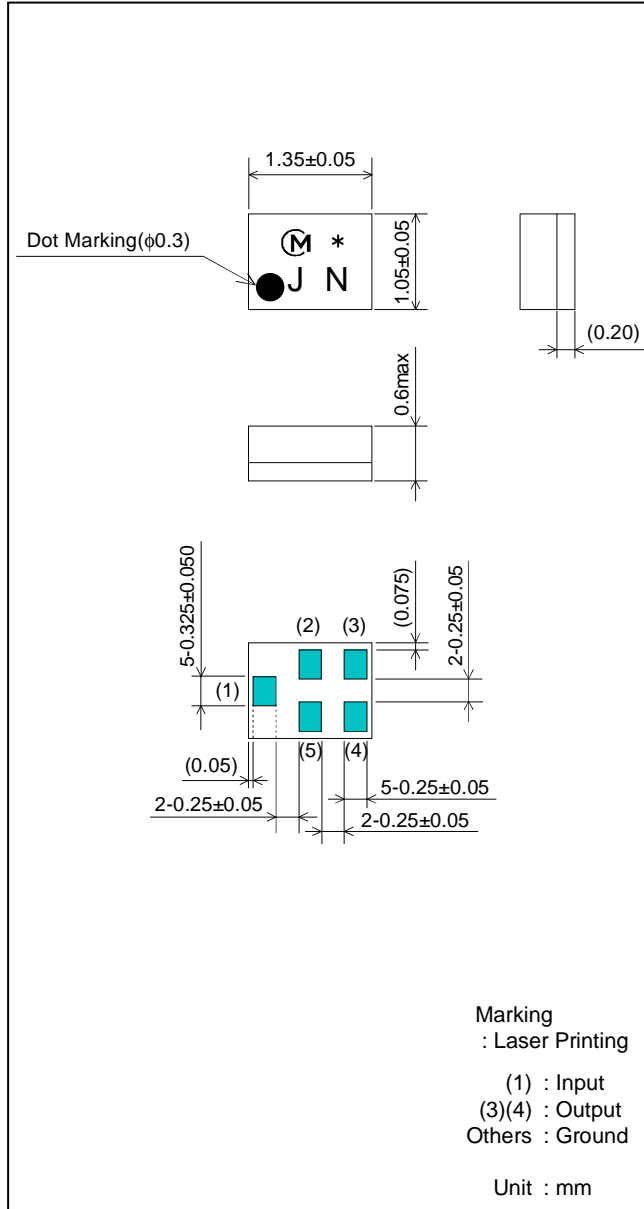 1.35±0.05
Dot Marking(ϕ0.3)
M *
J N
1.05±0.05
(0.20)
0.6max
5-0.325±0.050
(0.075)
2-0.25±0.05
(2) (3)
(1)
(5) (4)
(0.05)
5-0.25±0.05
2-0.25±0.05
2-0.25±0.05
Marking
: Laser Printing
(1) : Input
(3)(4) : Output
Others : Ground
Unit : mm